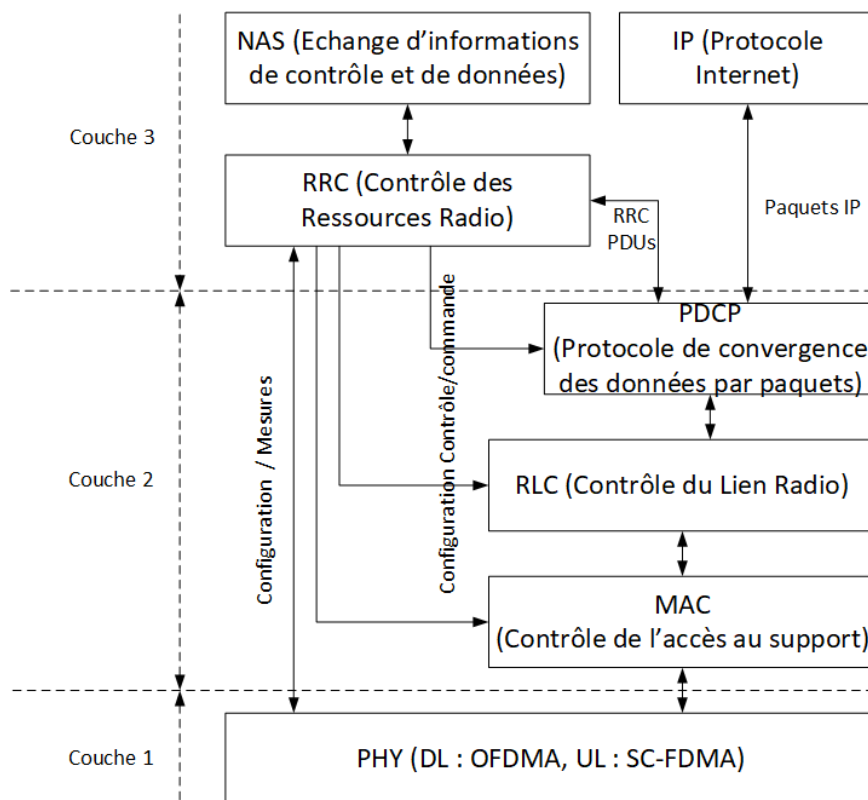 NAS (Echange d'informations
de contrôle et de données)
IP (Protocole
Internet)
Couche 3
RRC (Contrôle des
Ressources Radio)
RRC
PDUs
Paquets IP
PDCP
(Protocole de convergence
des données par paquets)
Configuration / Mesures
Configuration Contrôle/commande
Couche 2
RLC (Contrôle du Lien Radio)
MAC
(Contrôle de l'accès au support)
Couche 1
PHY (DL : OFDMA, UL : SC-FDMA)